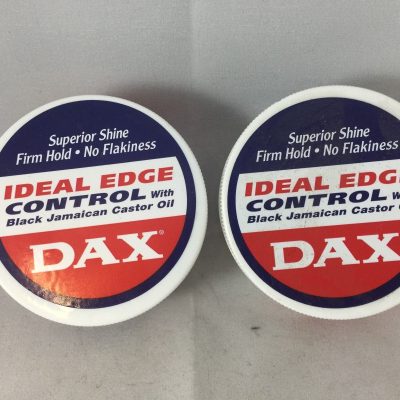 Superior Shine
Firm Hold • No Flakiness
IDEAL EDGE
CONTROL With
Black Jamaican Castor Oil
DAX®
Superior Shine
Firm Hold • No Flakiness
IDEAL EDGE
CONTROL
Black Jamaican Castor
DAX